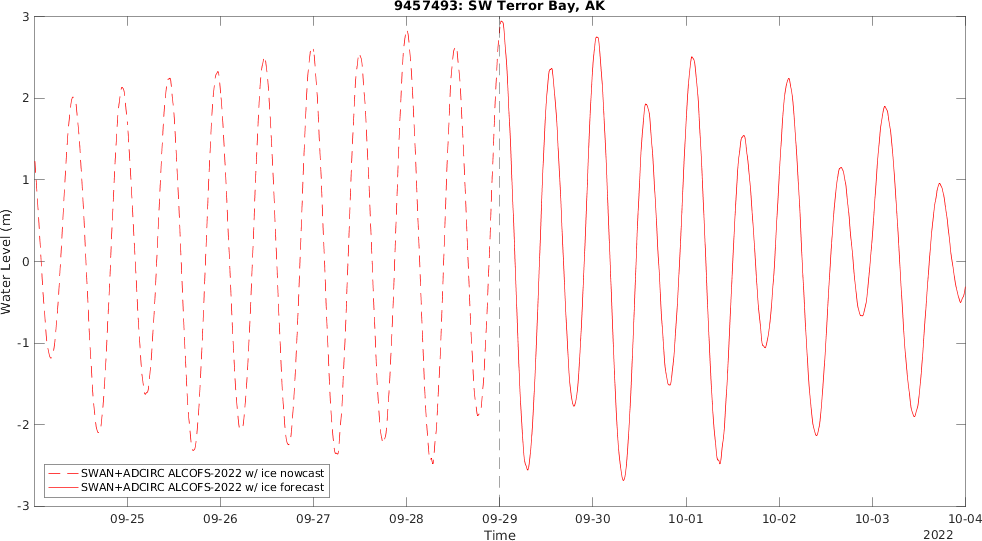 9457493: SW Terror Bay, AK
3
2
1
0
-1
-2
-3
Water Level (m)
SWAN+ADCIRC ALCOFS-2022 w/ ice nowcast
SWAN+ADCIRC ALCOFS-2022 w/ ice forecast
09-25 09-26 09-27 09-28 09-29 09-30 10-01 10-02 10-03 10-04
Time
2022